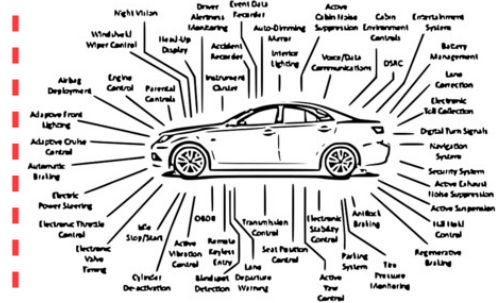 Night Vision
Driver
Alertness
Monitoring
Event Data
Recorder
Active
Cabin Noise
Suppression
Cabin
Environment
Controls
Entertainment
System
Windshield
Wiper Control
Head-Up
Display
Accident
Recorder
Auto-Dimming
Mirror
Interior
Lighting
Voice/Data
Communications
DSRC
Battery
Management
Airbag
Deployment
Engine
Control
Parental
Controls
Instrument
Cluster
Lane
Correction
Electronic
Toll Collection
Adaptive Front
Lighting
Digital Turn Signals
Adaptive Cruise
Control
Navigation
System
Automatic
Braking
Security System
Active Exhaust
Noise Suppression
Electric
Power Steering
Active Suspension
Electronic Throttle
Control
Hill Hold
Control
Electronic
Valve
Timing
Idle
Stop/Start
OBDII
Transmission
Control
Electronic
Stability
Control
Antilock
Braking
Regenerative
Braking
Cylinder
De-activation
Active
Vibration
Control
Remote
Keyless
Entry
Seat Position
Control
Parking
System
Tire
Pressure
Monitoring
Blindspot
Detection
Lane
Departure
Warning
Active
Yaw
Control